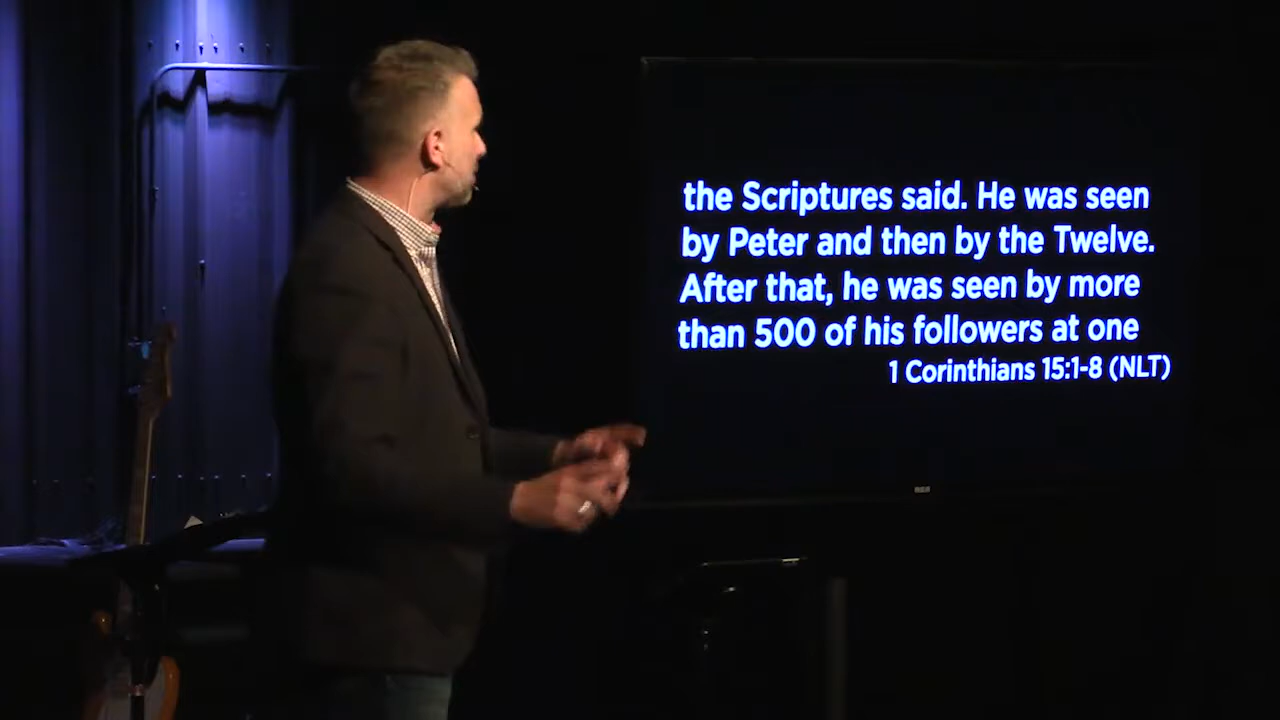 the Scriptures said. He was seen
by Peter and then by the Twelve.
After that, he was seen by more
than 500 of his followers at one
1 Corinthians 15:1-8 (NLT)
RCA